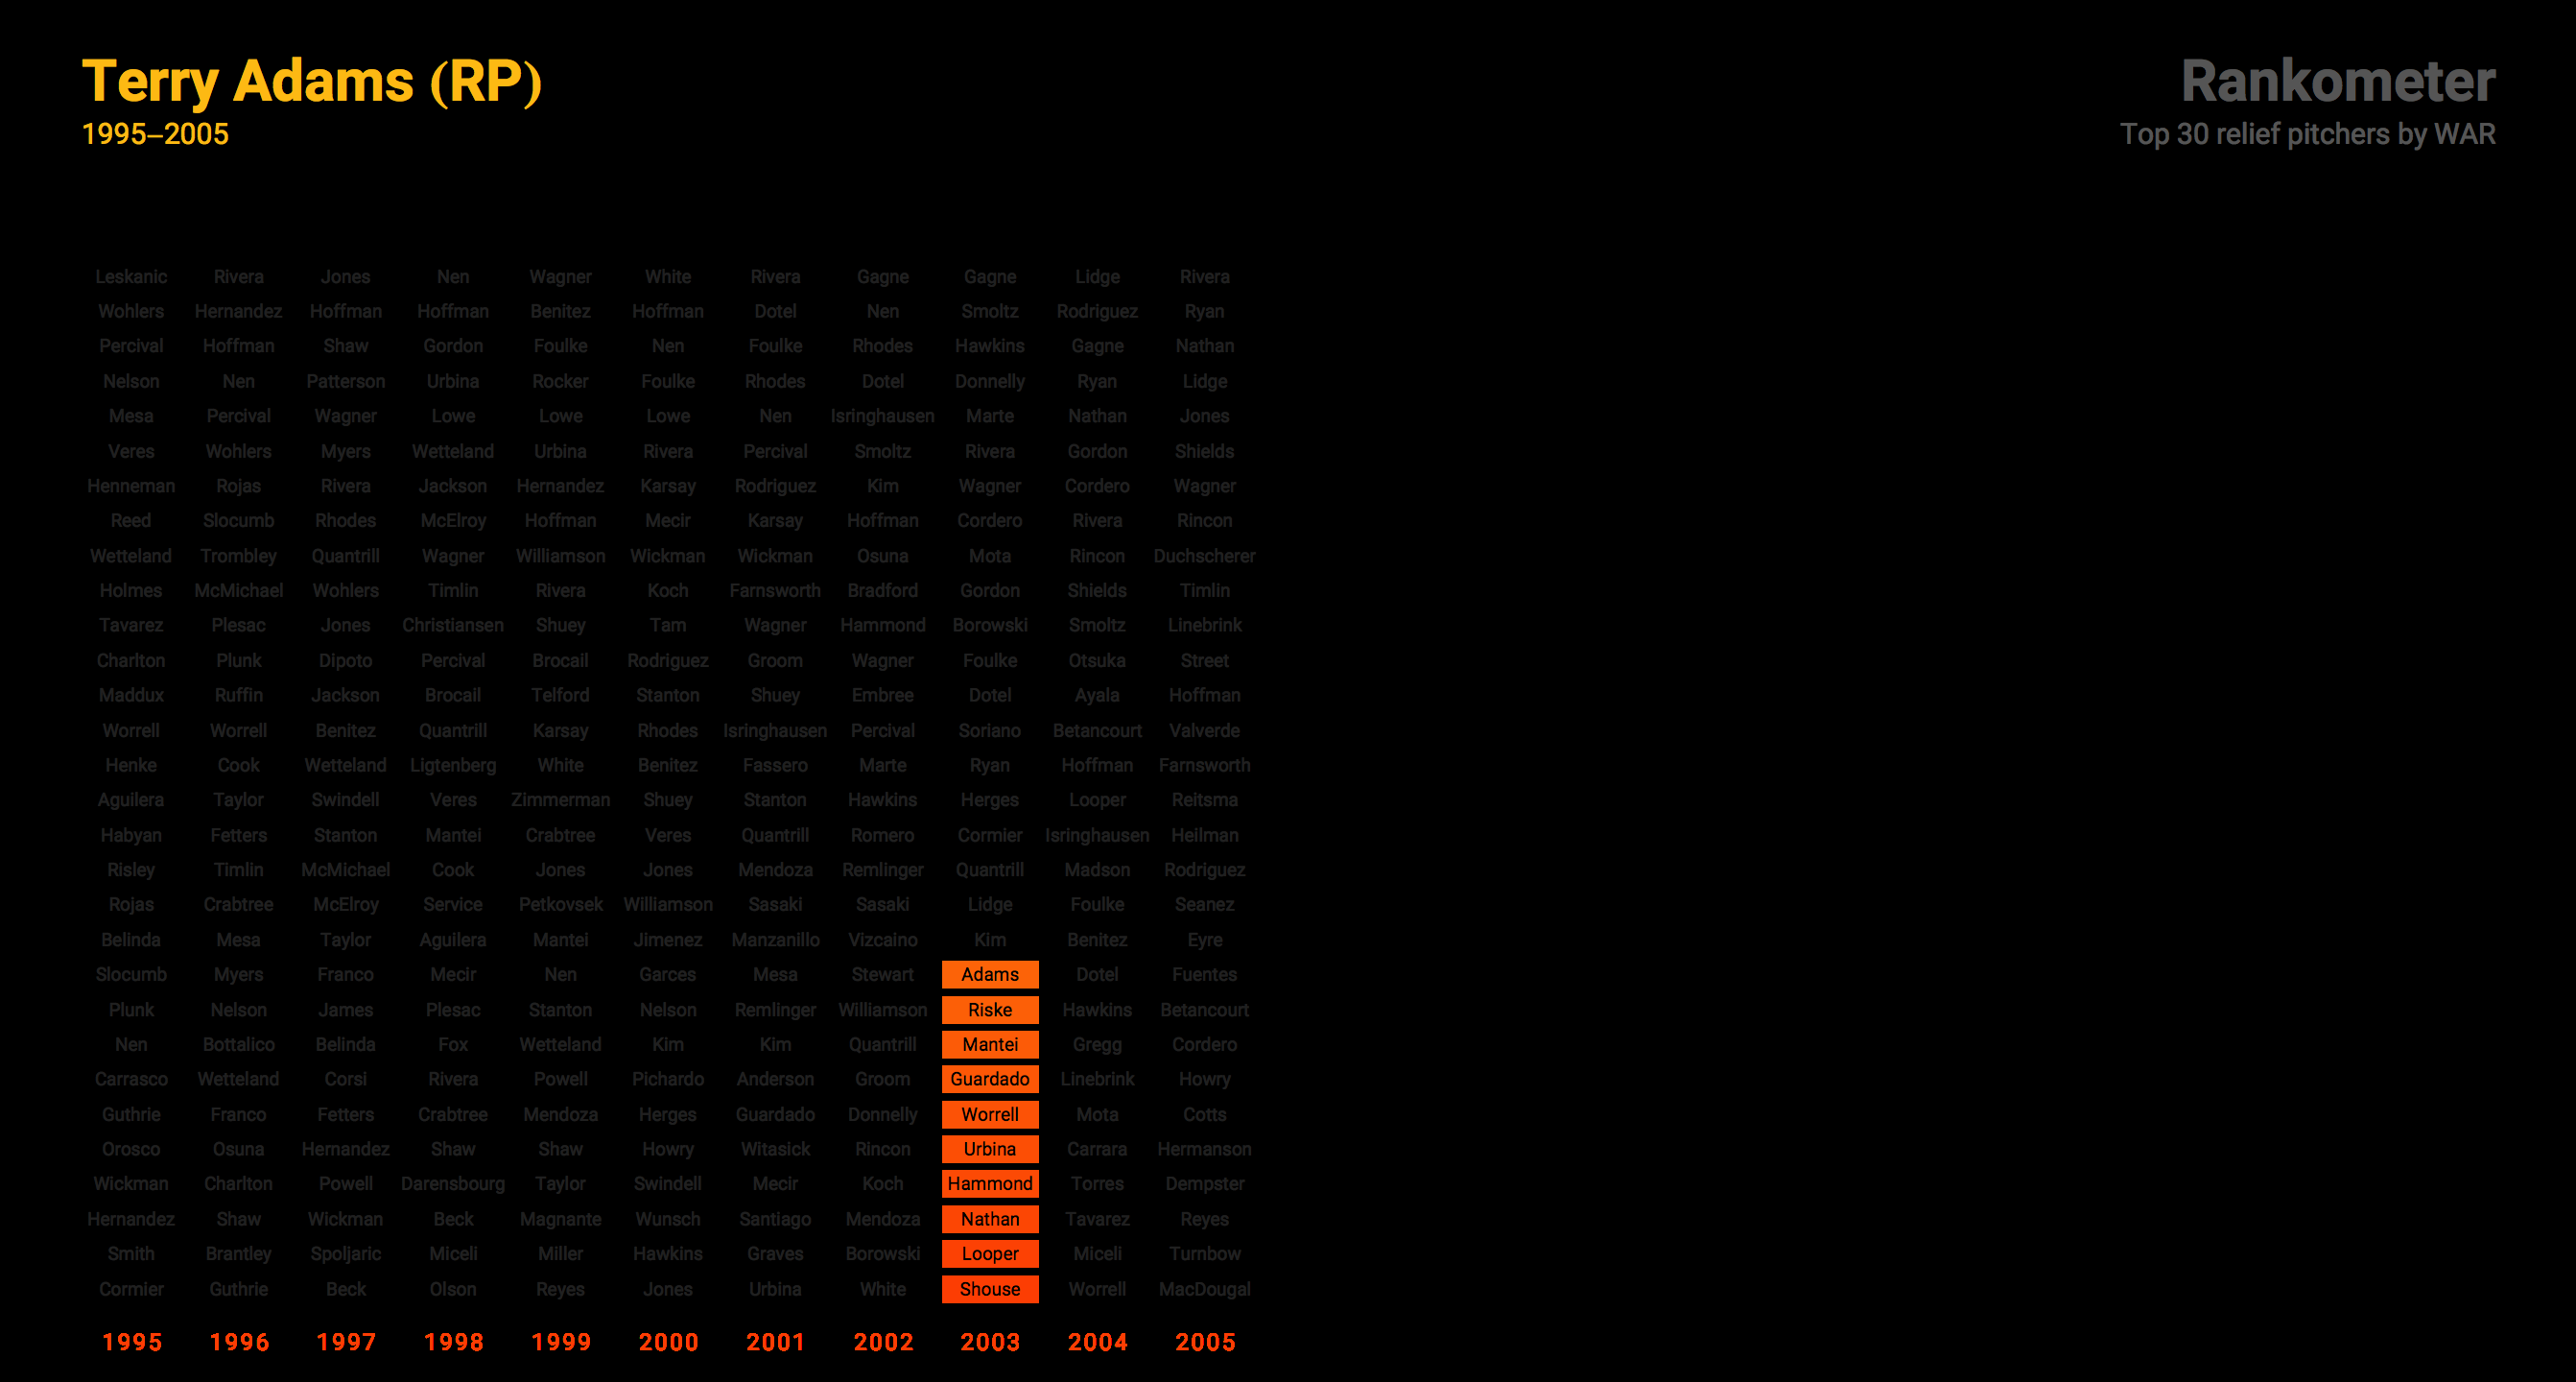 Terry Adams (RP)
1995–2005
Rankometer
Top 30 relief pitchers by WAR
Leskanic Rivera Jones Nen Wagner White Rivera Gagne Gagne Lidge Rivera
Wohlers Hernandez Hoffman Hoffman Benitez Hoffman Dotel Nen Smoltz Rodriguez Ryan
Percival Hoffman Shaw Gordon Foulke Nen Foulke Rhodes Hawkins Gagne Nathan
Nelson Nen Patterson Urbina Rocker Foulke Rhodes Dotel Donnelly Ryan Lidge
Mesa Percival Wagner Lowe Lowe Lowe Nen Isringhausen Marte Nathan Jones
Veres Wohlers Myers Wetteland Urbina Rivera Percival Smoltz Rivera Gordon Shields
Henneman Rojas Rivera Jackson Hernandez Karsay Rodriguez Kim Wagner Cordero Wagner
Reed Slocumb Rhodes McElroy Hoffman Mecir Karsay Hoffman Cordero Rivera Rincon
Wetteland Trombley Quantrill Wagner Williamson Wickman Wickman Osuna Mota Rincon Duchscherer
Holmes McMichael Wohlers Timlin Rivera Koch Farnsworth Bradford Gordon Shields Timlin
Tavarez Plesac Jones Christiansen Shuey Tam Wagner Hammond Borowski Smoltz Linebrink
Charlton Plunk Dipoto Percival Brocail Rodriguez Groom Wagner Foulke Otsuka Street
Maddux Ruffin Jackson Brocail Telford Stanton Shuey Embree Dotel Ayala Hoffman
Worrell Worrell Benitez Quantrill Karsay Rhodes Isringhausen Percival Soriano Betancourt Valverde
Henke Cook Wetteland Ligtenberg White Benitez Fassero Marte Ryan Hoffman Farnsworth
Aguilera Taylor Swindell Veres Zimmerman Shuey Stanton Hawkins Herges Looper Reitsma
Habyan Fetters Stanton Mantei Crabtree Veres Quantrill Romero Cormier Isringhausen Heilman
Risley Timlin McMichael Cook Jones Jones Mendoza Remlinger Quantrill Madson Rodriguez
Rojas Crabtree McElroy Service Petkovsek Williamson Sasaki Sasaki Lidge Foulke Seanez
Belinda Mesa Taylor Aguilera Mantei Jimenez Manzanillo Vizcaino Kim Benitez Eyre
Slocumb Myers Franco Mecir Nen Garces Mesa Stewart Adams Dotel Fuentes
Plunk Nelson James Plesac Stanton Nelson Remlinger Williamson Riske Hawkins Betancourt
Nen Bottalico Belinda Fox Wetteland Kim Kim Quantrill Mantei Gregg Cordero
Carrasco Wetteland Corsi Rivera Powell Pichardo Anderson Groom Guardado Linebrink Howry
Guthrie Franco Fetters Crabtree Mendoza Herges Guardado Donnelly Worrell Mota Cotts
Orosco Osuna Hernandez Shaw Shaw Howry Witasick Rincon Urbina Carrara Hermanson
Wickman Charlton Powell Darensbourg Taylor Swindell Mecir Koch Hammond Torres Dempster
Hernandez Shaw Wickman Beck Magnante Wunsch Santiago Mendoza Nathan Tavarez Reyes
Smith Brantley Spoljaric Miceli Miller Hawkins Graves Borowski Looper Miceli Turnbow
Cormier Guthrie Beck Olson Reyes Jones Urbina White Shouse Worrell MacDougal
1995 1996 1997 1998 1999 2000 2001 2002 2003 2004 2005